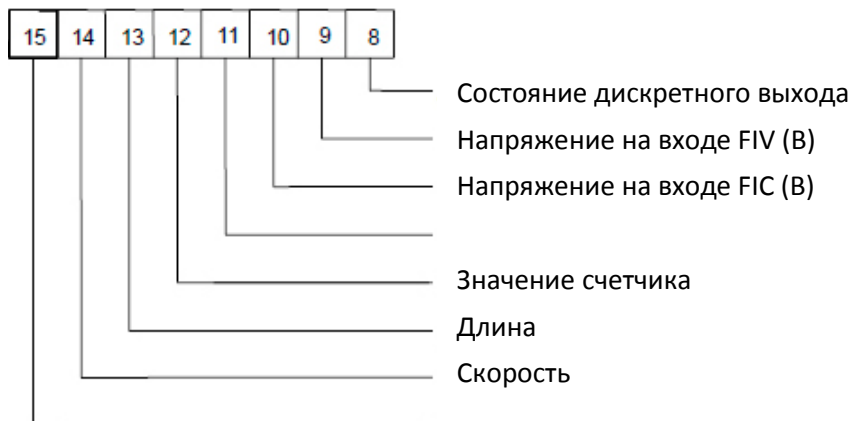 15 14 13 12 11 10 9 8
Состояние дискретного выхода
Напряжение на входе FIV (В)
Напряжение на входе FIC (В)
Значение счетчика
Длина
Скорость